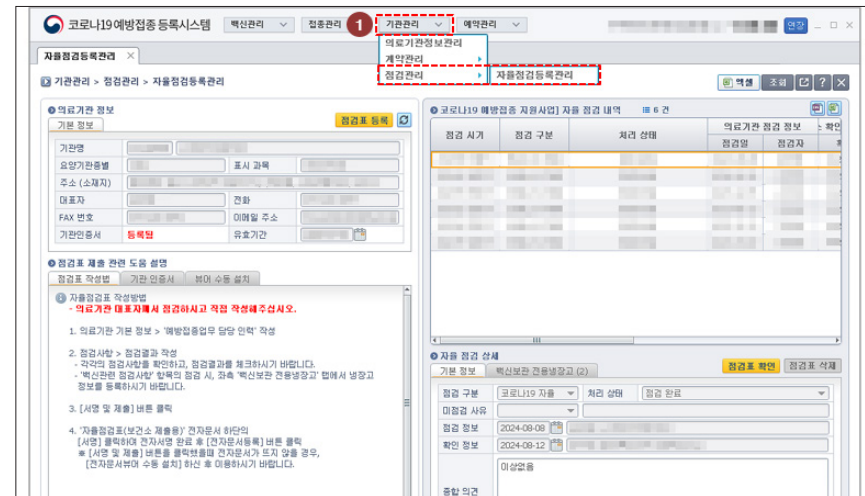 코로나19예방접종등록시스템 백신관리 접종관리 1 기관관리 예약관리 연장
의료기관정보관리
계약관리
점검관리 자율점검등록관리
자율점검등록관리
기관관리 > 점검관리 > 자율점검등록관리 엑셀 조회 ? X
의료기관 정보
기본 정보 점검표 등록
기관명
요양기관종별 표시 과목
주소 (소재지)
대표자 전화
FAX 번호 이메일 주소
기관인증서 등록됨 유효기간
점검표 제출 관련 도움 설명
점검표 작성법 기관 인증서 뷰어 수동 설치
자율점검표 작성방법
- 의료기관 대표자께서 점검하시고 직접 작성해주십시오.
1. 의료기관 기본 정보 > '예방접종업무 담당 인력' 작성
2. 점검사항 > 점검결과 작성
- 각각의 점검사항을 확인하고, 점검결과를 체크하시기 바랍니다.
- '백신관련 점검사항' 항목의 점검 시, 좌측 '백신보관 전용냉장고' 탭에서 냉장고
정보를 등록하시기 바랍니다.
3. [서명 및 제출] 버튼 클릭
4. '자율점검표(보건소 제출용)' 전자문서 하단의
[서명] 클릭하여 전자서명 완료 후 [전자문서등록] 버튼 클릭
※ [서명 및 제출] 버튼을 클릭했을때 전자문서가 뜨지 않을 경우,
[전자문서뷰어 수동 설치] 하신 후 이용하시기 바랍니다.
코로나19 예방접종 지원사업] 자율 점검 내역 6 건
점검 시기 점검 구분 처리 상태 의료기관 점검 정보 확인
점검일 점검자
자율 점검 상세
기본 정보 백신보관 전용냉장고 (2) 점검표 확인 점검표 삭제
점검 구분 코로나19 자율 처리 상태 점검 완료
미점검 사유
점검 정보 2024-08-08
확인 정보 2024-08-12
이상없음
종합 의견